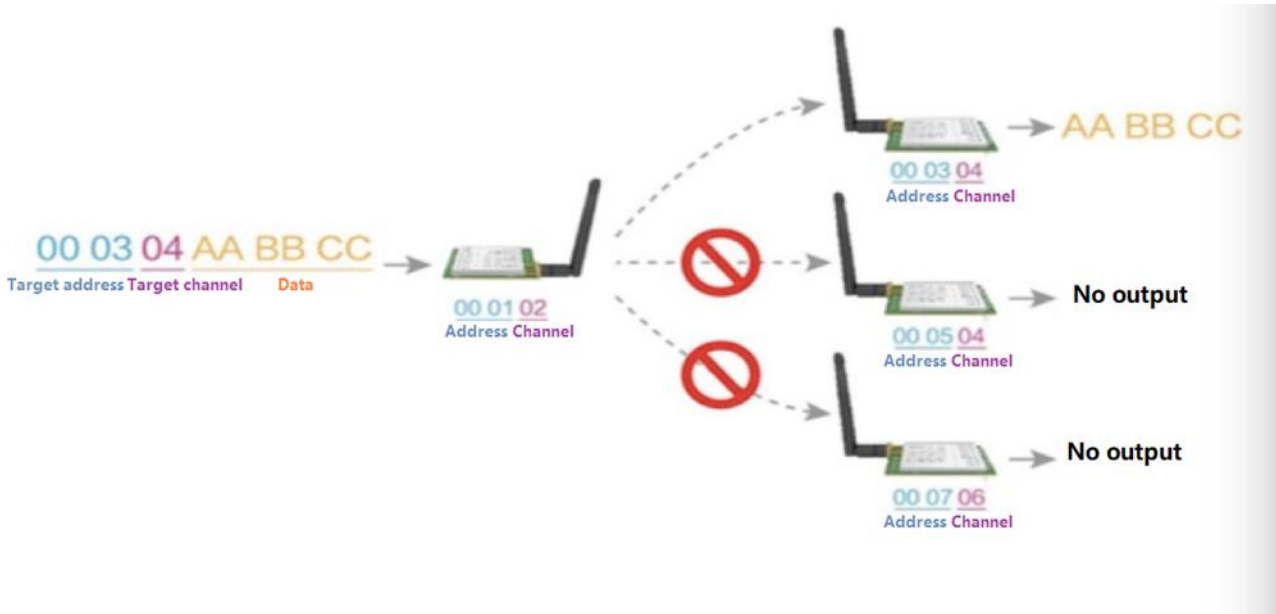 00 03 04 AA BB CC
Target address Target channel Data
00 01 02
Address Channel
AA BB CC
00 03 04
Address Channel
No output
00 05 04
Address Channel
No output
00 07 06
Address Channel